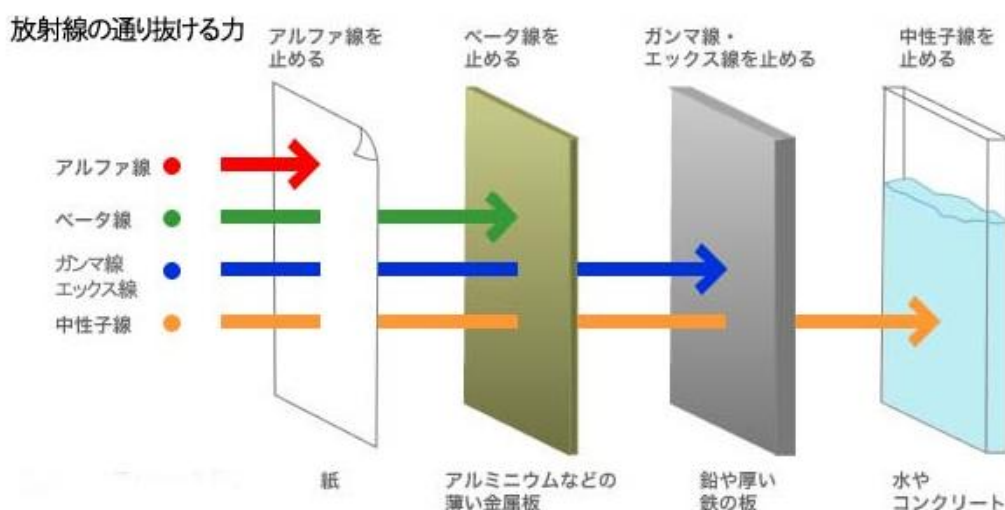 放射線の通り抜ける力
アルファ線を
止める
ベータ線を
止める
ガンマ線・
エックス線を止める
中性子線を
止める
アルファ線
ベータ線
ガンマ線
エックス線
中性子線
紙
アルミニウムなどの
薄い金属板
鉛や厚い
鉄の板
水や
コンクリート